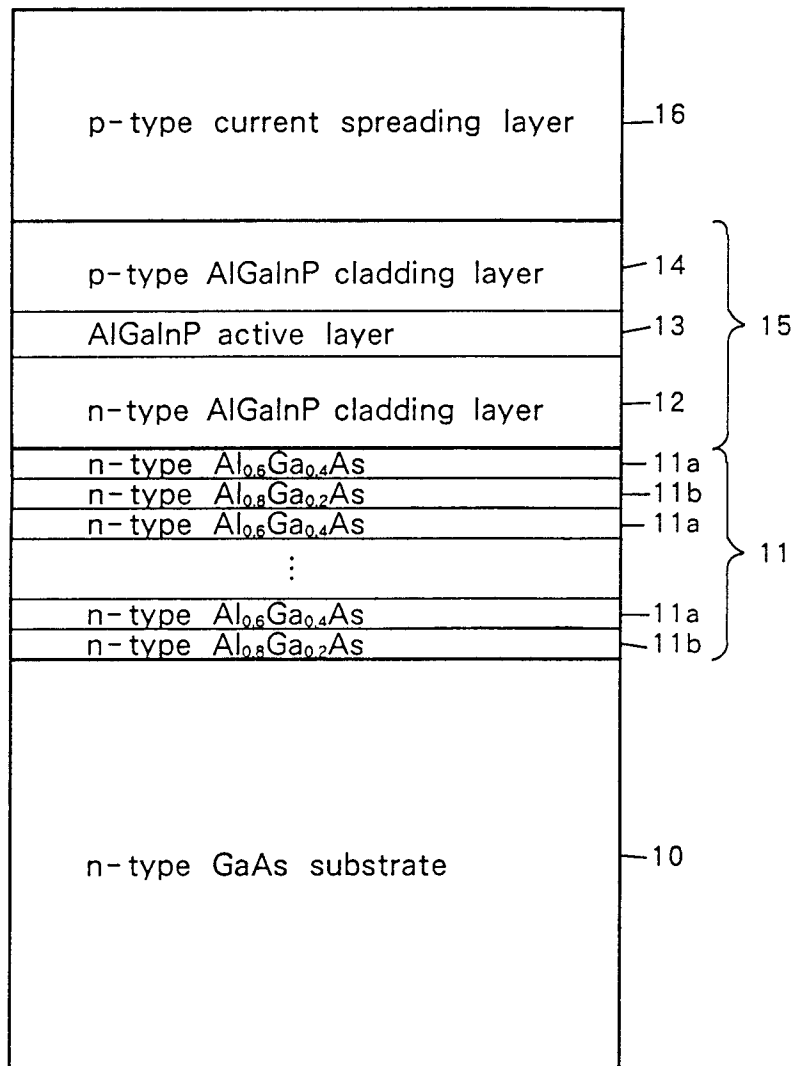 p-type current spreading layer 16
p-type AlGaInP cladding layer 14
AlGaInP active layer 13
15
n-type AlGaInP cladding layer 12
n-type Al₀.₆Ga₀.₄As 11a
n-type Al₀.₈Ga₀.₂As 11b
n-type Al₀.₆Ga₀.₄As 11a
11
⋮
n-type Al₀.₆Ga₀.₄As 11a
n-type Al₀.₈Ga₀.₂As 11b
n-type GaAs substrate 10